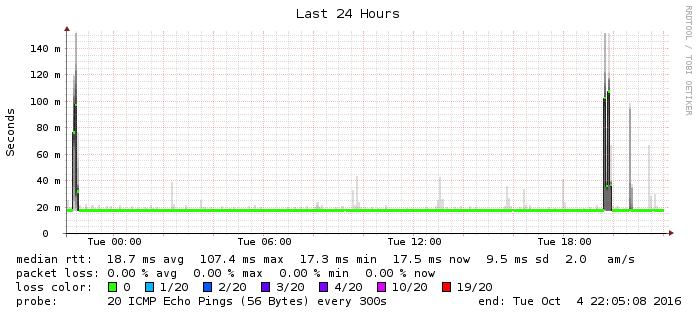 Last 24 Hours
RRDTOOL / TOBI OETIKER
Seconds
140 m
120 m
100 m
80 m
60 m
40 m
20 m
0
Tue 00:00 Tue 06:00 Tue 12:00 Tue 18:00
median rtt: 18.7 ms avg 107.4 ms max 17.3 ms min 17.5 ms now 9.5 ms sd 2.0 am/s
packet loss: 0.00 % avg 0.00 % max 0.00 % min 0.00 % now
loss color: 0 1/20 2/20 3/20 4/20 10/20 19/20
probe: 20 ICMP Echo Pings (56 Bytes) every 300s end: Tue Oct 4 22:05:08 2016